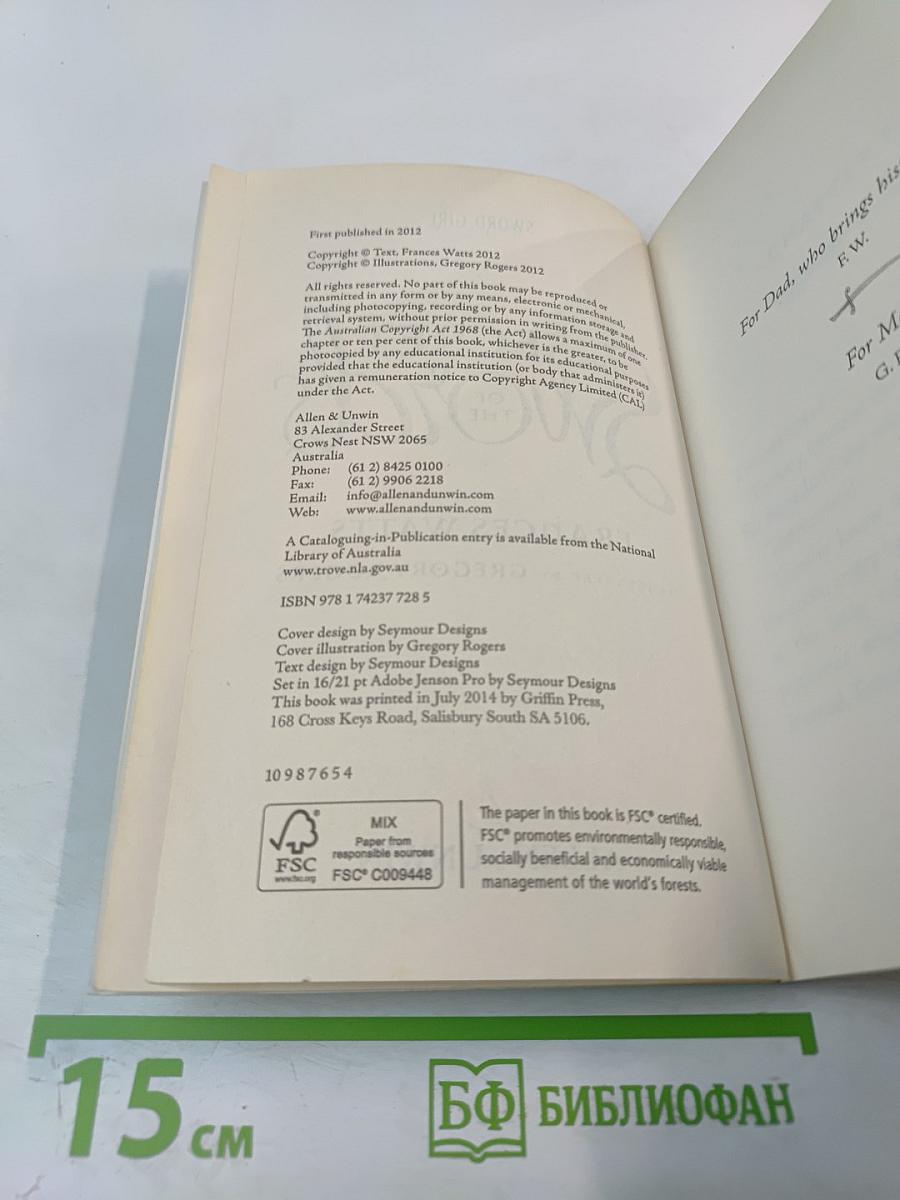 First published in 2012
Copyright © Text, Frances Watts 2012
Copyright © Illustrations, Gregory Rogers 2012
All rights reserved. No part of this book may be reproduced or
transmitted in any form or by any means, electronic or mechanical,
including photocopying, recording or by any information storage and
retrieval system, without prior permission in writing from the publisher.
The Australian Copyright Act 1968 (the Act) allows a maximum of one
chapter or ten per cent of this book, whichever is the greater, to be
photocopied by any educational institution for its educational purposes
provided that the educational institution (or body that administers it)
has given a remuneration notice to Copyright Agency Limited (CAL)
under the Act.
Allen & Unwin
83 Alexander Street
Crows Nest NSW 2065
Australia
Phone: (61 2) 8425 0100
Fax: (61 2) 9906 2218
Email: info@allenandunwin.com
Web: www.allenandunwin.com
A Cataloguing-in-Publication entry is available from the National
Library of Australia
www.trove.nla.gov.au
ISBN 978 1 74237 728 5
Cover design by Seymour Designs
Cover illustration by Gregory Rogers
Text design by Seymour Designs
Set in 16/21 pt Adobe Jenson Pro by Seymour Designs
This book was printed in July 2014 by Griffin Press,
168 Cross Keys Road, Salisbury South SA 5106.
10 9 8 7 6 5 4
FSC
www.fsc.org
MIX
Paper from
responsible sources
FSC® C009448
The paper in this book is FSC® certified.
FSC® promotes environmentally responsible,
socially beneficial and economically viable
management of the world's forests.
For Dad, who brings his
F. W.
For M
G.
15 см
БФ БИБЛИОФАН